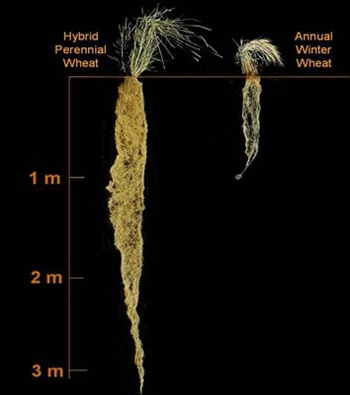 Hybrid
Perennial
Wheat
Annual
Winter
Wheat
1 m
2 m
3 m